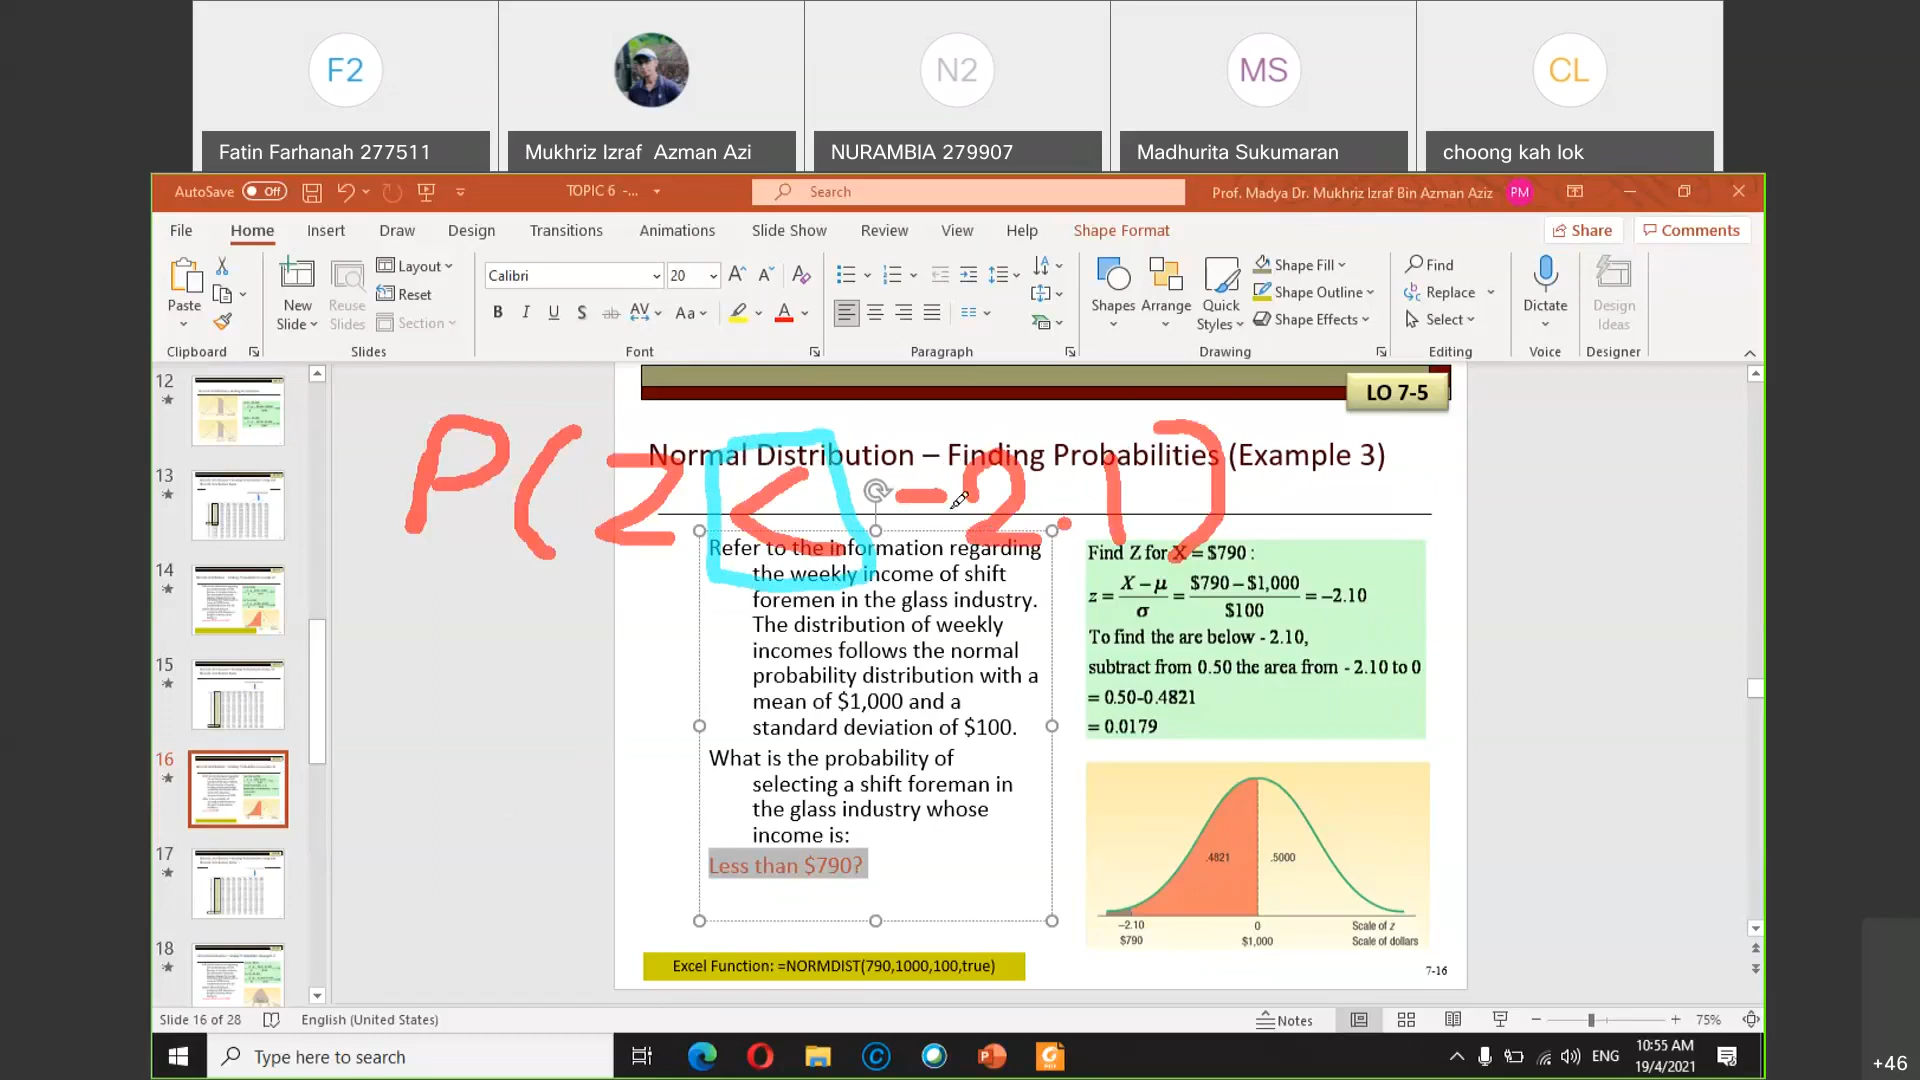 F2
N2
MS
CL
Fatin Farhanah 277511
Mukhriz Izraf Azman Azi
NURAMBIA 279907
Madhurita Sukumaran
choong kah lok
AutoSave Off
TOPIC 6 -...
Search
Prof. Madya Dr. Mukhriz Izraf Bin Azman Aziz PM
File Home Insert Draw Design Transitions Animations Slide Show Review View Help Shape Format
Share
Comments
Paste
New Slide
Reuse Slides
Layout
Reset
Section
Calibri
20
B I U S ab AV Aa A
Shapes
Arrange
Quick Styles
Shape Fill
Shape Outline
Shape Effects
Find
Replace
Select
Dictate
Design Ideas
Clipboard
Slides
Font
Paragraph
Drawing
Editing
Voice
Designer
12
13
14
15
16
17
18
LO 7-5
Normal Distribution – Finding Probabilities (Example 3)
P(Z < -2.1)
Refer to the information regarding
the weekly income of shift
foremen in the glass industry.
The distribution of weekly
incomes follows the normal
probability distribution with a
mean of $1,000 and a
standard deviation of $100.
What is the probability of
selecting a shift foreman in
the glass industry whose
income is:
Less than $790?
Find Z for X = $790 :
z = X − μ / σ = $790 − $1,000 / $100 = −2.10
To find the are below - 2.10,
subtract from 0.50 the area from - 2.10 to 0
= 0.50-0.4821
= 0.0179
.4821
.5000
−2.10
0
Scale of z
$790
$1,000
Scale of dollars
Excel Function: =NORMDIST(790,1000,100,true)
7-16
Slide 16 of 28
English (United States)
Notes
75%
Type here to search
ENG
10:55 AM
19/4/2021
+46